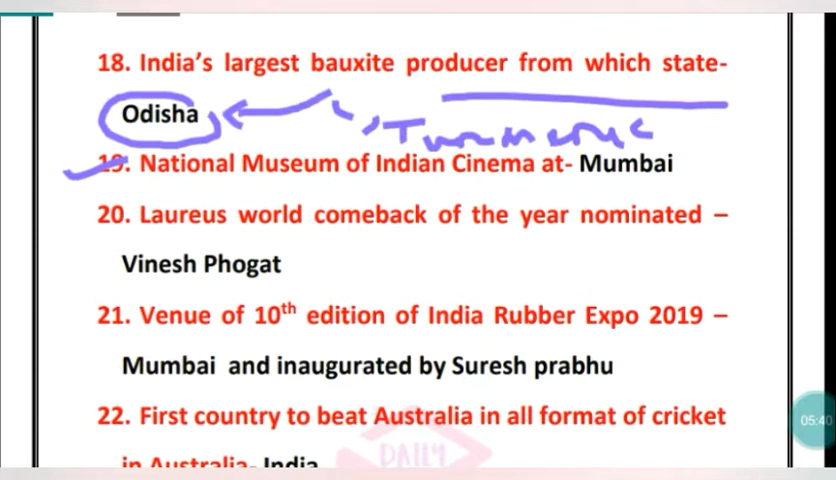 18. India's largest bauxite producer from which state-
Odisha
Turmeric
19. National Museum of Indian Cinema at- Mumbai
20. Laureus world comeback of the year nominated –
Vinesh Phogat
21. Venue of 10th edition of India Rubber Expo 2019 –
Mumbai and inaugurated by Suresh prabhu
22. First country to beat Australia in all format of cricket
in Australia- India
DAILY
05:40